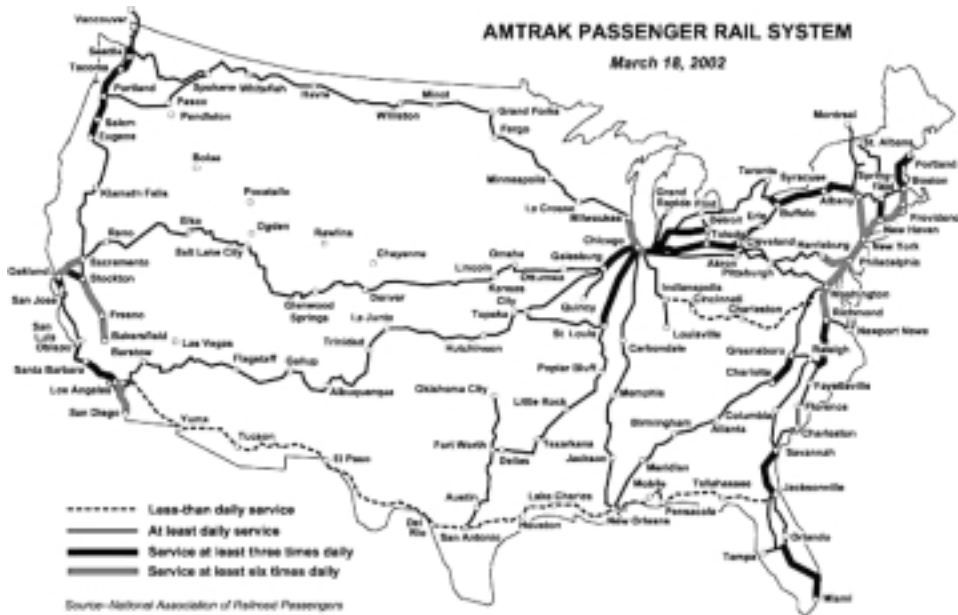 AMTRAK PASSENGER RAIL SYSTEM
March 18, 2002
Vancouver
Seattle
Tacoma
Portland
Salem
Eugene
Spokane
Whitefish
Havre
Pasco
Pendleton
Williston
Minot
Grand Forks
Fargo
Minneapolis
La Crosse
Milwaukee
Chicago
Boise
Pocatello
Ogden
Rawlins
Cheyenne
Klamath Falls
Reno
Elko
Salt Lake City
Sacramento
Oakland
Stockton
San Jose
Fresno
Bakersfield
San
Luis
Obispo
Santa Barbara
Los Angeles
San Diego
Barstow
Las Vegas
Flagstaff
Gallup
Albuquerque
Trinidad
La Junta
Hutchinson
Topeka
Kansas
City
Glenwood
Springs
Denver
Lincoln
Omaha
Ottumwa
Galesburg
Quincy
St. Louis
Poplar Bluff
Little Rock
Texarkana
Dallas
Fort Worth
Oklahoma City
Austin
San Antonio
Del
Rio
El Paso
Tucson
Yuma
Houston
Lake Charles
New Orleans
Jackson
Memphis
Carbondale
Grand
Rapids
Flint
Detroit
Toledo
Cleveland
Akron
Pittsburgh
Erie
Buffalo
Toronto
Syracuse
Albany
Montreal
St. Albans
Portland
Boston
Spring-
field
Providence
New Haven
New York
Harrisburg
Philadelphia
Washington
Richmond
Newport News
Indianapolis
Cincinnati
Charleston
Louisville
Greensboro
Raleigh
Charlotte
Fayetteville
Florence
Columbia
Charleston
Savannah
Atlanta
Birmingham
Meridian
Mobile
Pensacola
Tallahassee
Jacksonville
Orlando
Tampa
Miami
Less-than daily service
At least daily service
Service at least three times daily
Service at least six times daily
Source–National Association of Railroad Passengers